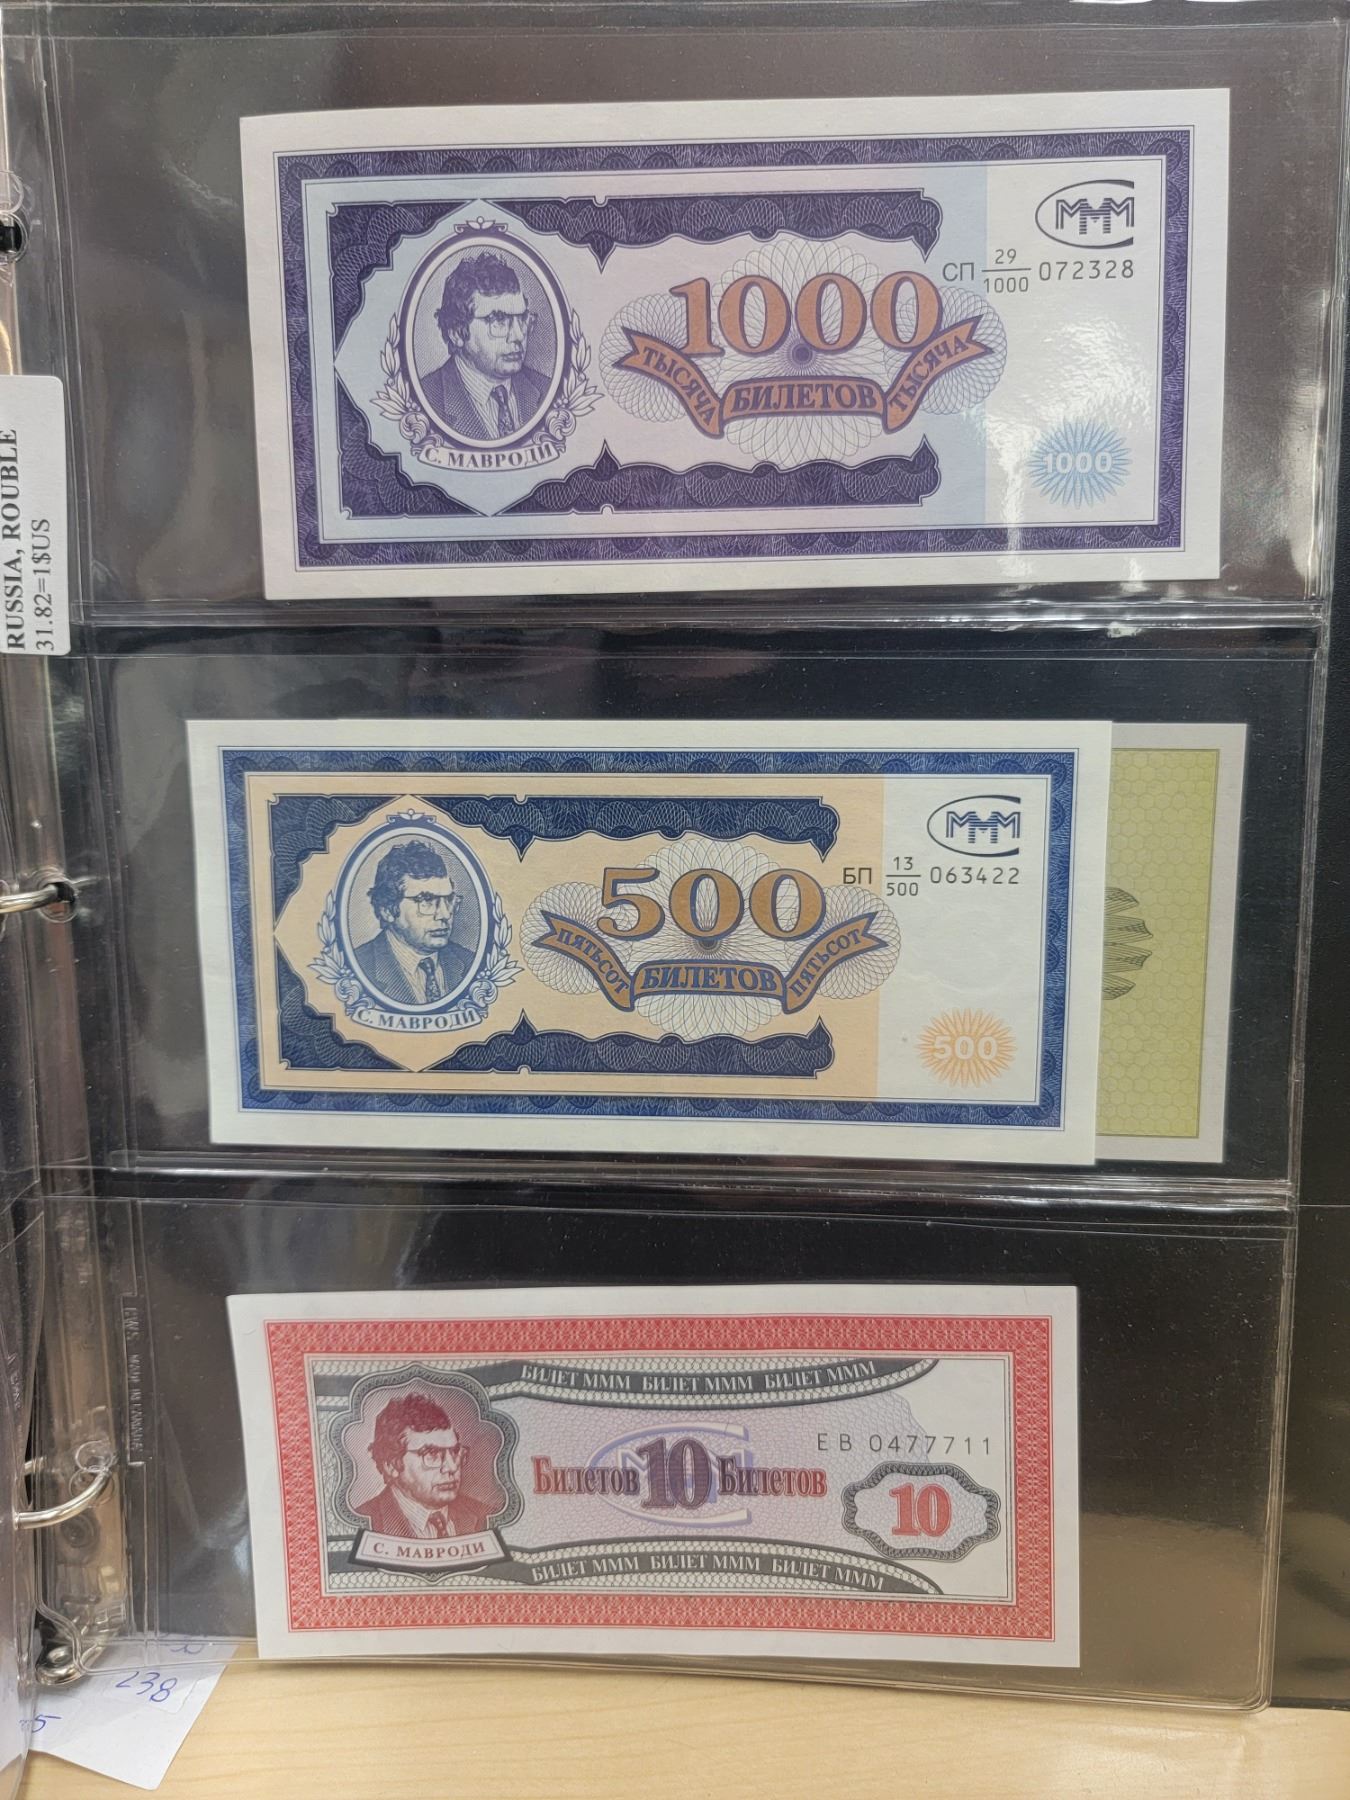 RUSSIA, ROUBLE
31.82=1$US
МММ
СП 29/1000 072328
1000
ТЫСЯЧА БИЛЕТОВ ТЫСЯЧА
С. МАВРОДИ
1000
МММ
БП 13/500 063422
500
ПЯТЬСОТ БИЛЕТОВ ПЯТЬСОТ
С. МАВРОДИ
500
БИЛЕТ МММ БИЛЕТ МММ БИЛЕТ МММ
ЕВ 0477711
Билетов 10 Билетов
10
С. МАВРОДИ
БИЛЕТ МММ БИЛЕТ МММ БИЛЕТ МММ
238
5